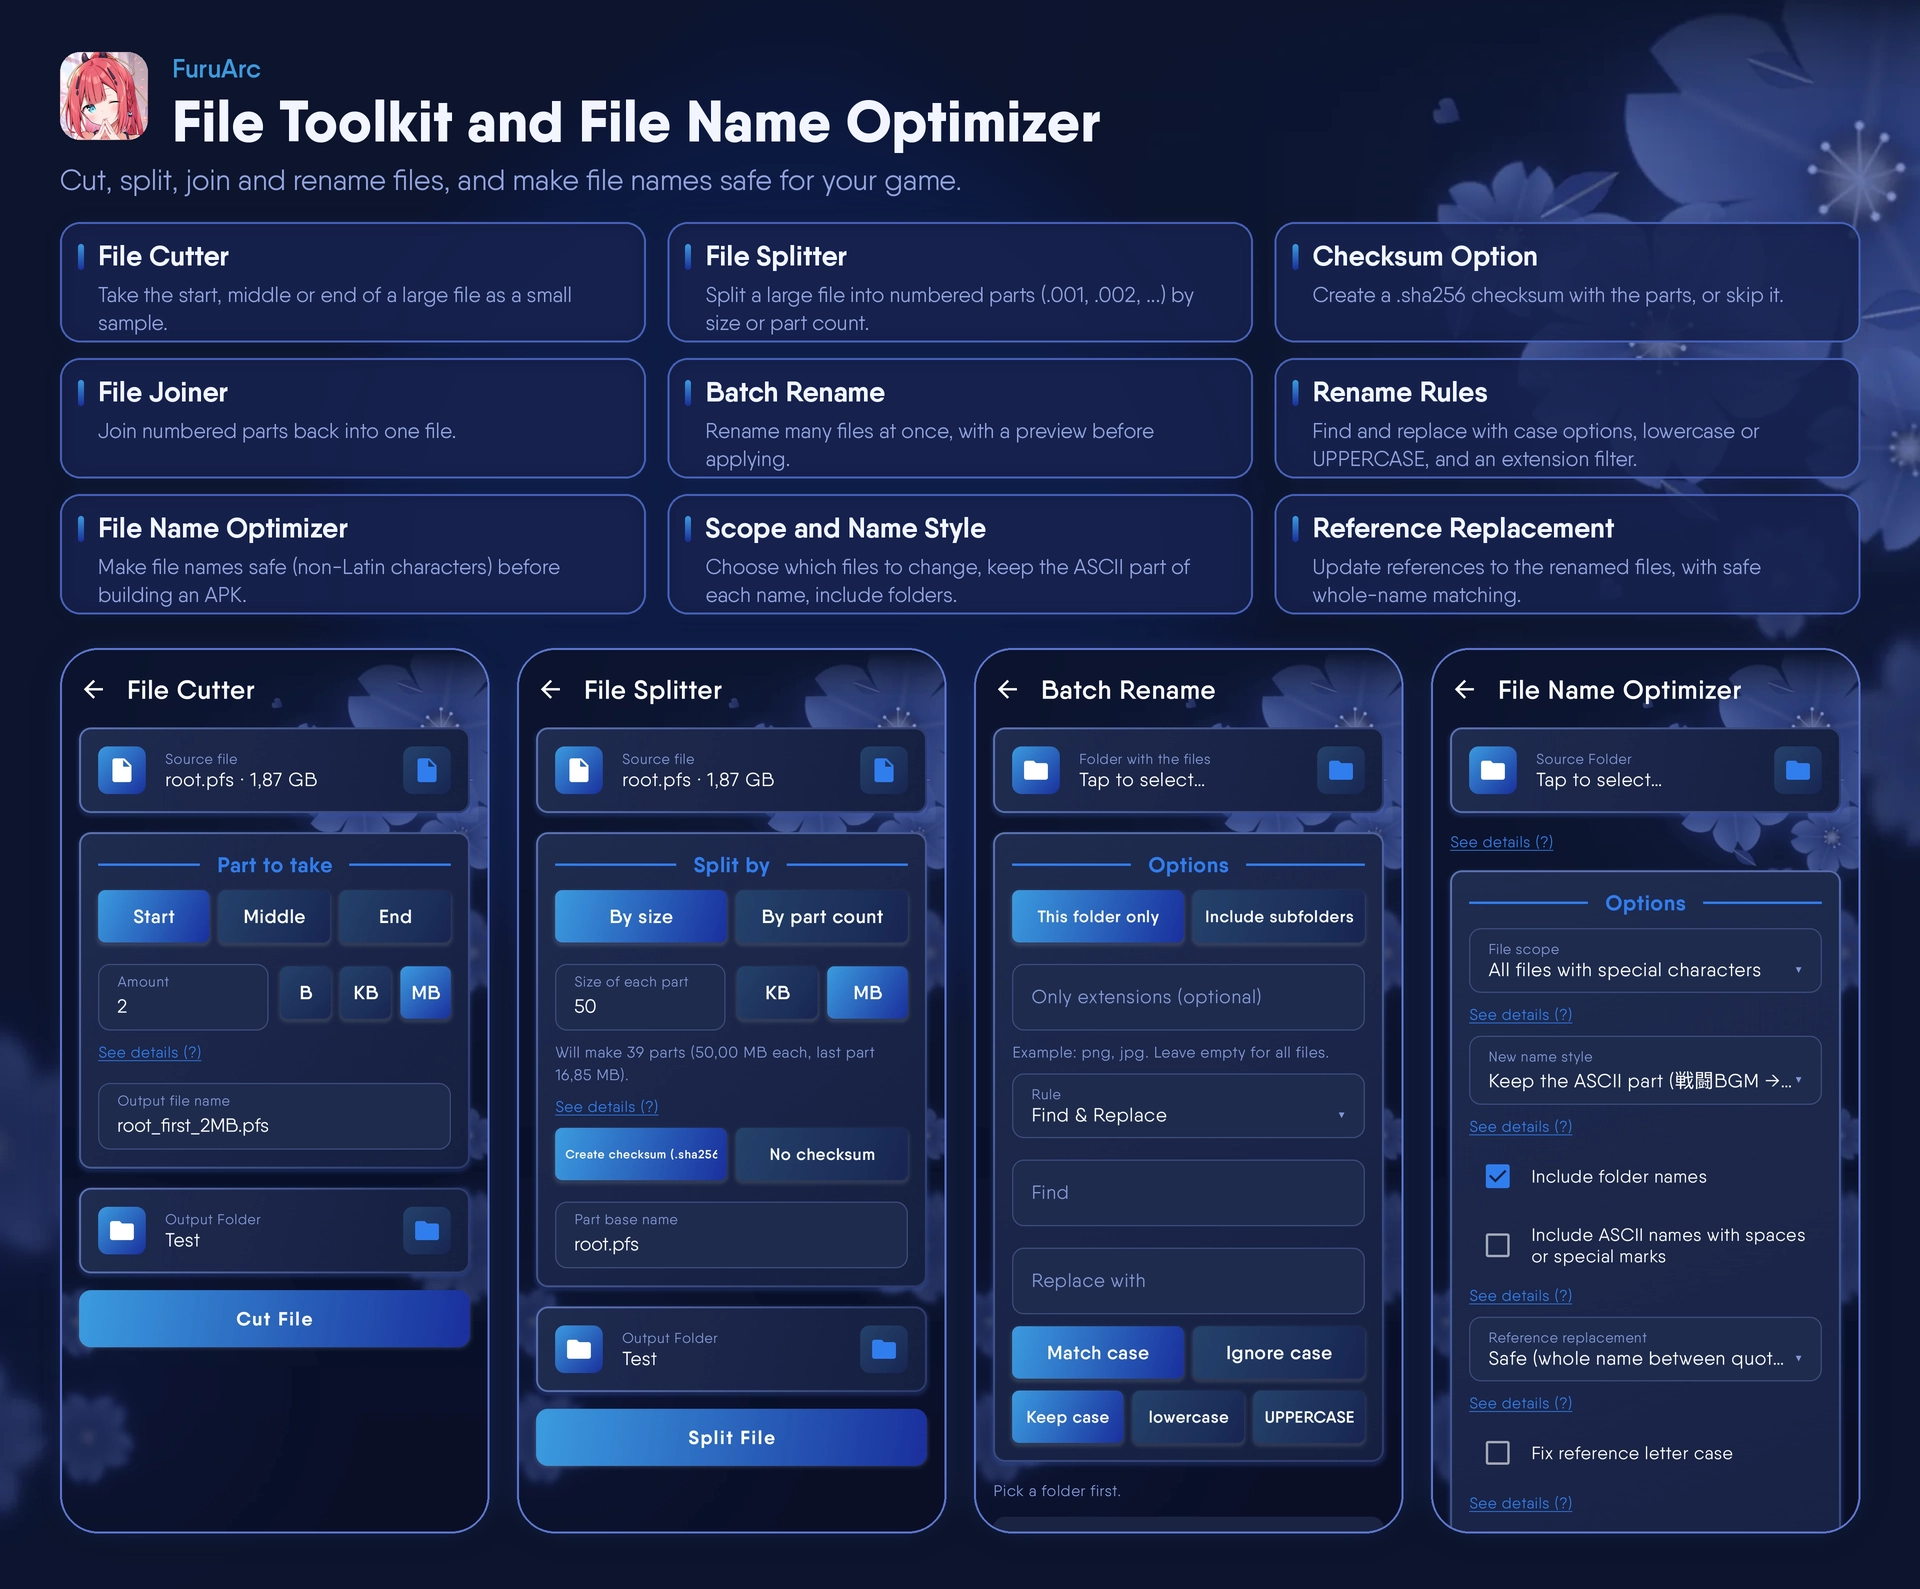 FuruArc
File Toolkit and File Name Optimizer
Cut, split, join and rename files, and make file names safe for your game.
File Cutter
Take the start, middle or end of a large file as a small
sample.
File Splitter
Split a large file into numbered parts (.001, .002, ...) by
size or part count.
Checksum Option
Create a .sha256 checksum with the parts, or skip it.
File Joiner
Join numbered parts back into one file.
Batch Rename
Rename many files at once, with a preview before
applying.
Rename Rules
Find and replace with case options, lowercase or
UPPERCASE, and an extension filter.
File Name Optimizer
Make file names safe (non-Latin characters) before
building an APK.
Scope and Name Style
Choose which files to change, keep the ASCII part of
each name, include folders.
Reference Replacement
Update references to the renamed files, with safe
whole-name matching.
← File Cutter
Source file
root.pfs · 1,87 GB
Part to take
Start Middle End
Amount
2
B KB MB
See details (?)
Output file name
root_first_2MB.pfs
Output Folder
Test
Cut File
← File Splitter
Source file
root.pfs · 1,87 GB
Split by
By size By part count
Size of each part
50
KB MB
Will make 39 parts (50,00 MB each, last part
16,85 MB).
See details (?)
Create checksum (.sha256 No checksum
Part base name
root.pfs
Output Folder
Test
Split File
← Batch Rename
Folder with the files
Tap to select...
Options
This folder only Include subfolders
Only extensions (optional)
Example: png, jpg. Leave empty for all files.
Rule
Find & Replace
Find
Replace with
Match case Ignore case
Keep case lowercase UPPERCASE
Pick a folder first.
← File Name Optimizer
Source Folder
Tap to select...
See details (?)
Options
File scope
All files with special characters
See details (?)
New name style
Keep the ASCII part (戦闘BGM →...
See details (?)
Include folder names
Include ASCII names with spaces
or special marks
See details (?)
Reference replacement
Safe (whole name between quot...
See details (?)
Fix reference letter case
See details (?)